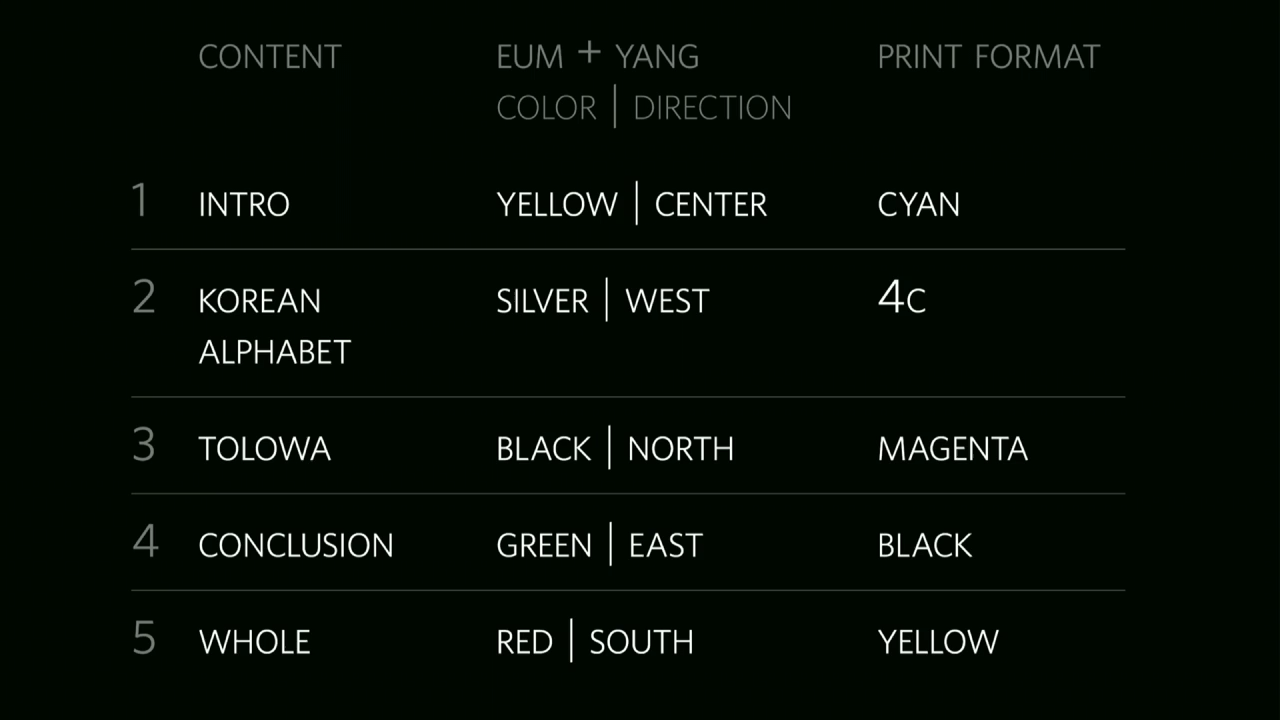 CONTENT EUM + YANG PRINT FORMAT
COLOR | DIRECTION
1 INTRO YELLOW | CENTER CYAN
2 KOREAN SILVER | WEST 4C
ALPHABET
3 TOLOWA BLACK | NORTH MAGENTA
4 CONCLUSION GREEN | EAST BLACK
5 WHOLE RED | SOUTH YELLOW